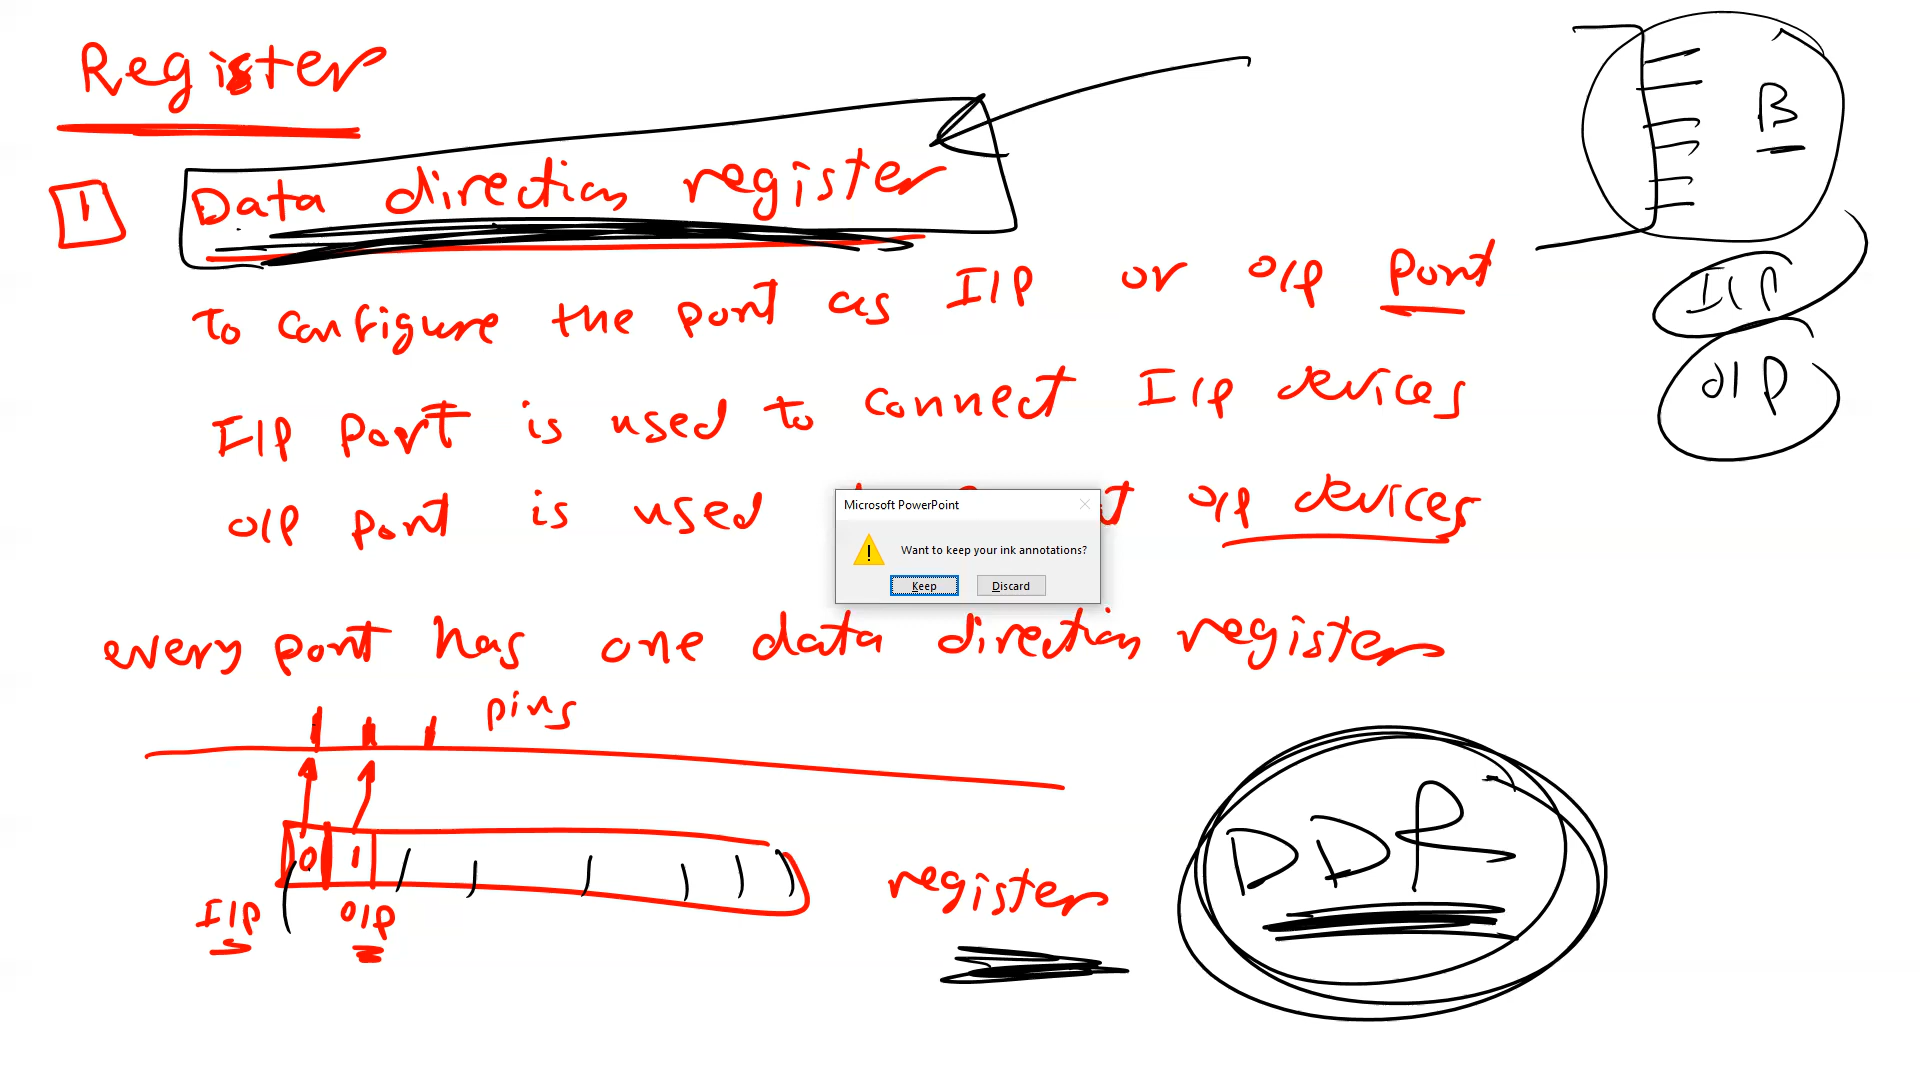 Register
B
1 Data direction register
to configure the port as I/P or o/p port
I/P
o/p
I/P port is used to connect I/p devices
o/p port is used o/p devices
Microsoft PowerPoint
Want to keep your ink annotations?
Keep Discard
every port has one data direction register
pins
0 1
I/p o/p
register
DDR